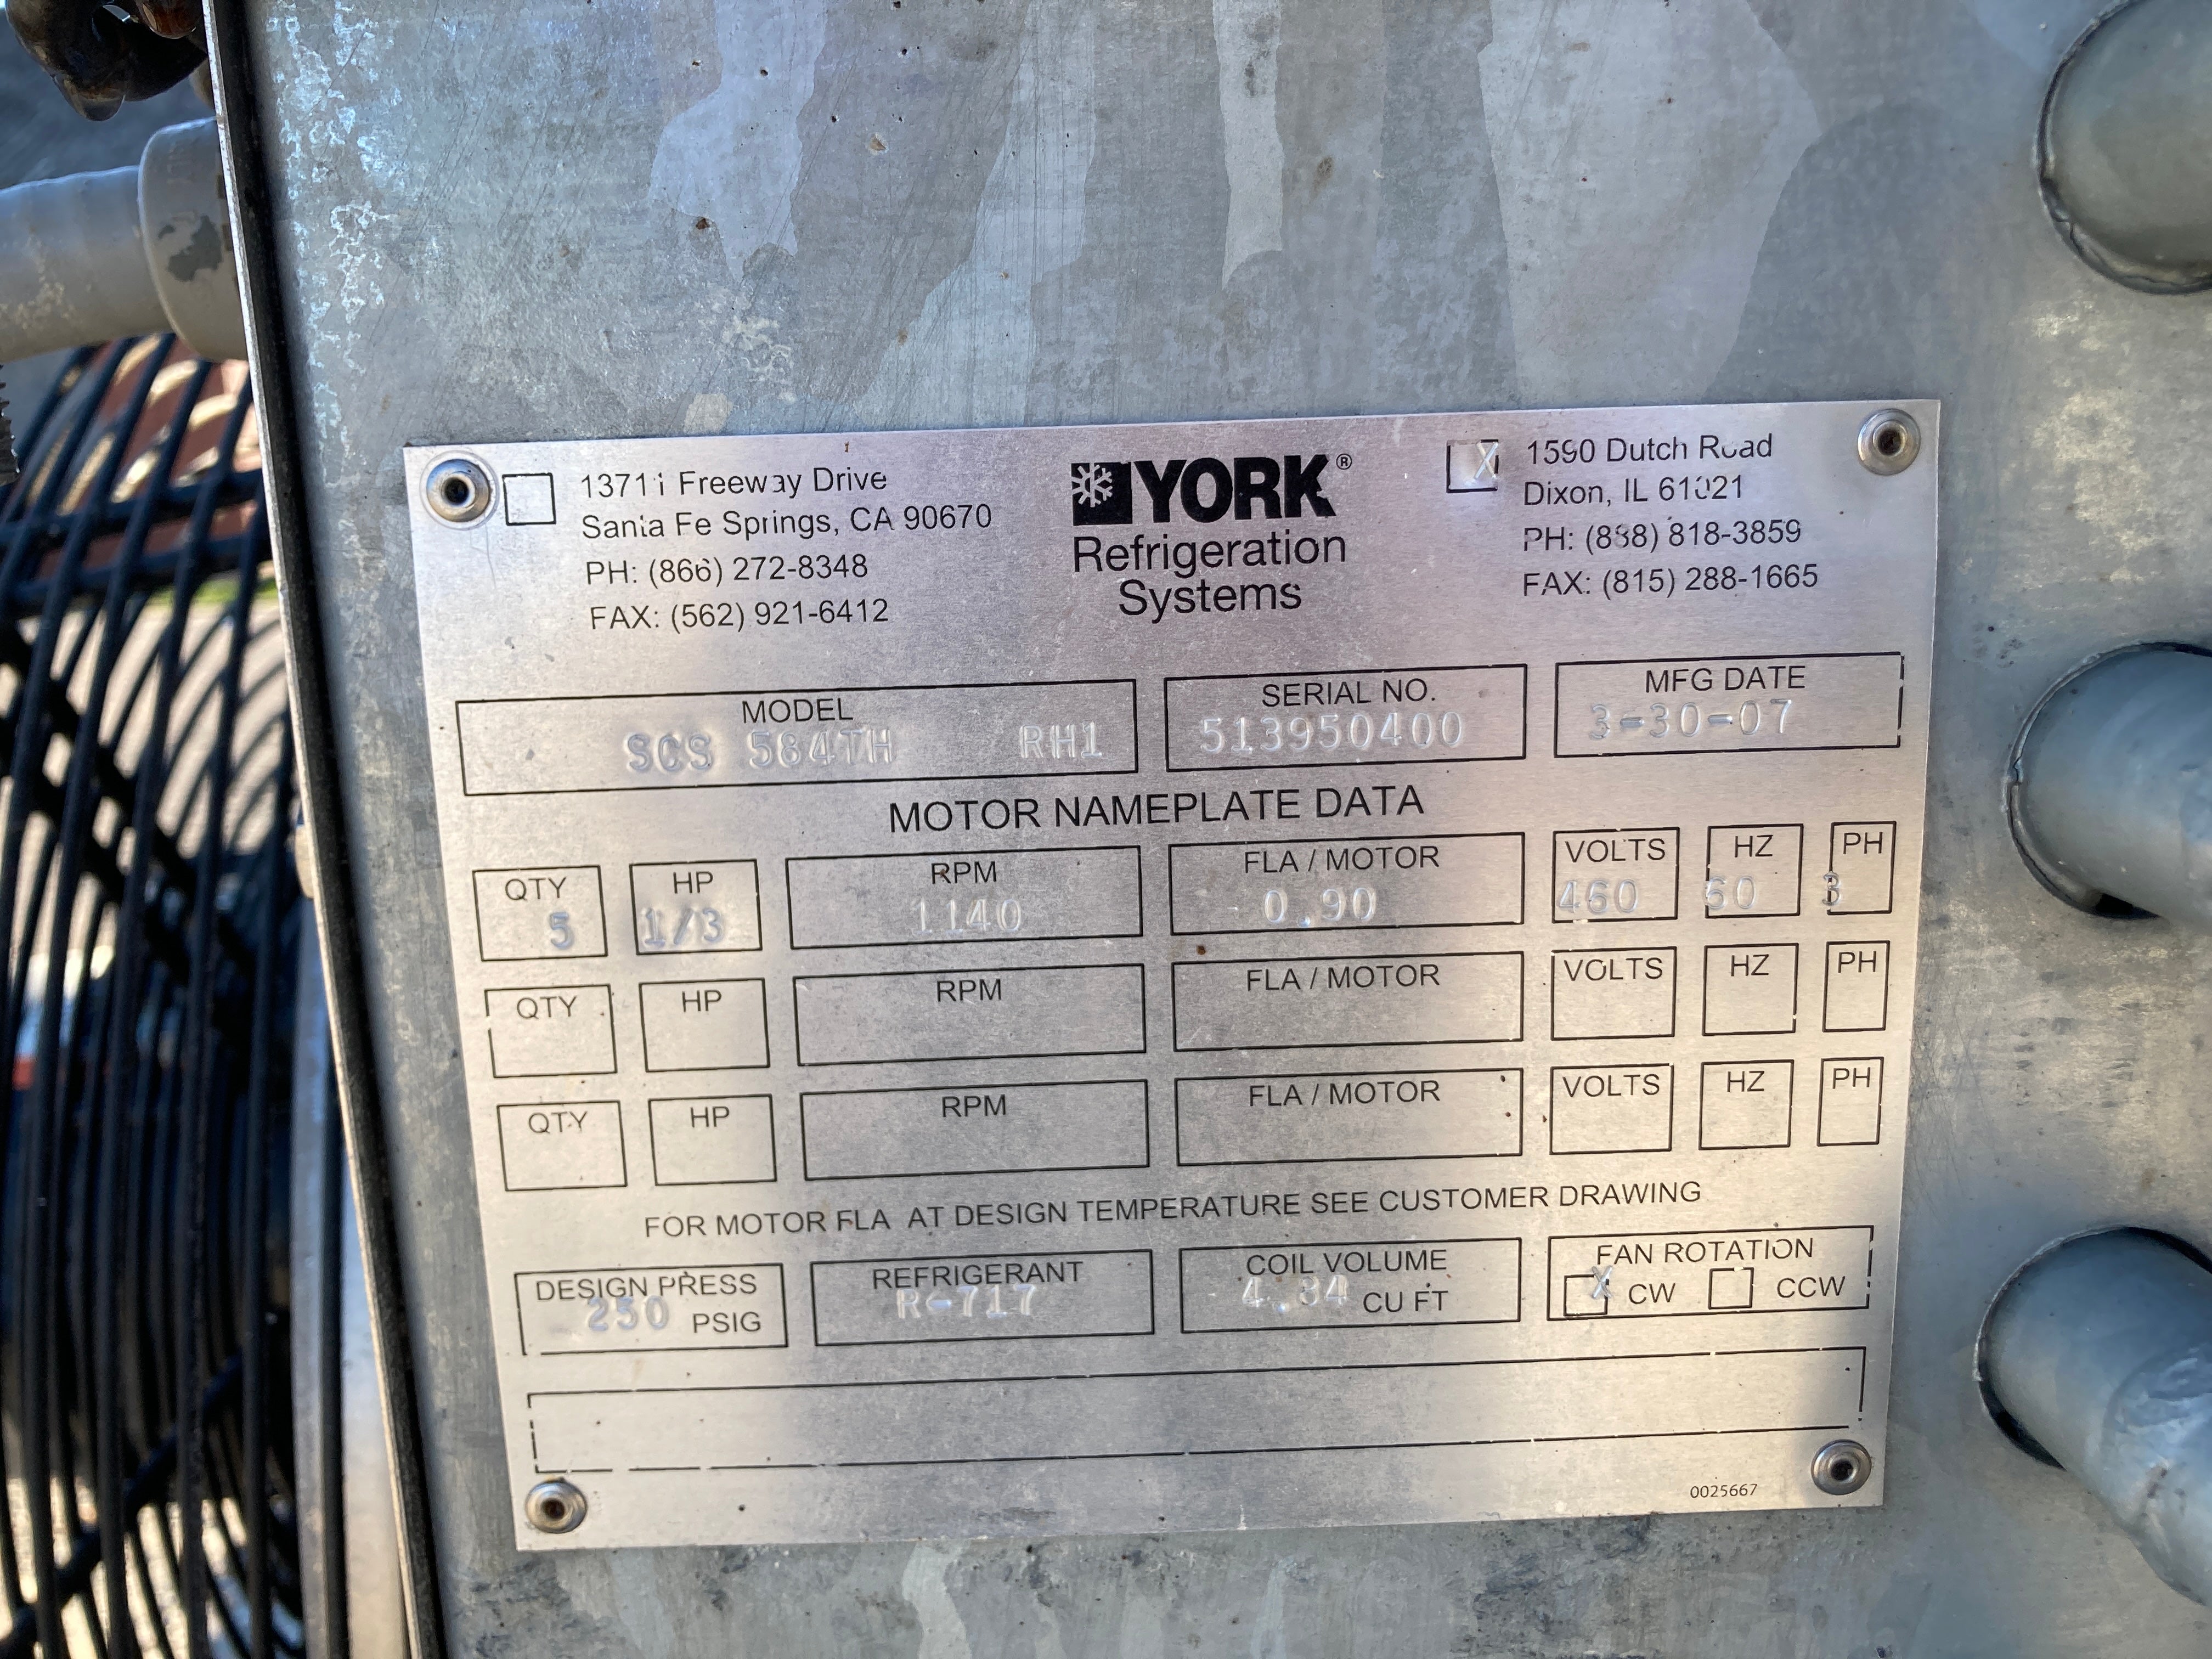 13711 Freeway Drive
Santa Fe Springs, CA 90670
PH: (866) 272-8348
FAX: (562) 921-6412
YORK®
Refrigeration
Systems
X 1590 Dutch Road
Dixon, IL 61021
PH: (888) 818-3859
FAX: (815) 288-1665
MODEL
SCS 584TH RH1
SERIAL NO.
513950400
MFG DATE
3-30-07
MOTOR NAMEPLATE DATA
QTY HP RPM FLA / MOTOR VOLTS HZ PH
5 1/3 1140 0.90 460 60 3
QTY HP RPM FLA / MOTOR VOLTS HZ PH
QTY HP RPM FLA / MOTOR VOLTS HZ PH
FOR MOTOR FLA AT DESIGN TEMPERATURE SEE CUSTOMER DRAWING
DESIGN PRESS
250 PSIG
REFRIGERANT
R-717
COIL VOLUME
4.84 CU FT
FAN ROTATION
X CW CCW
0025667